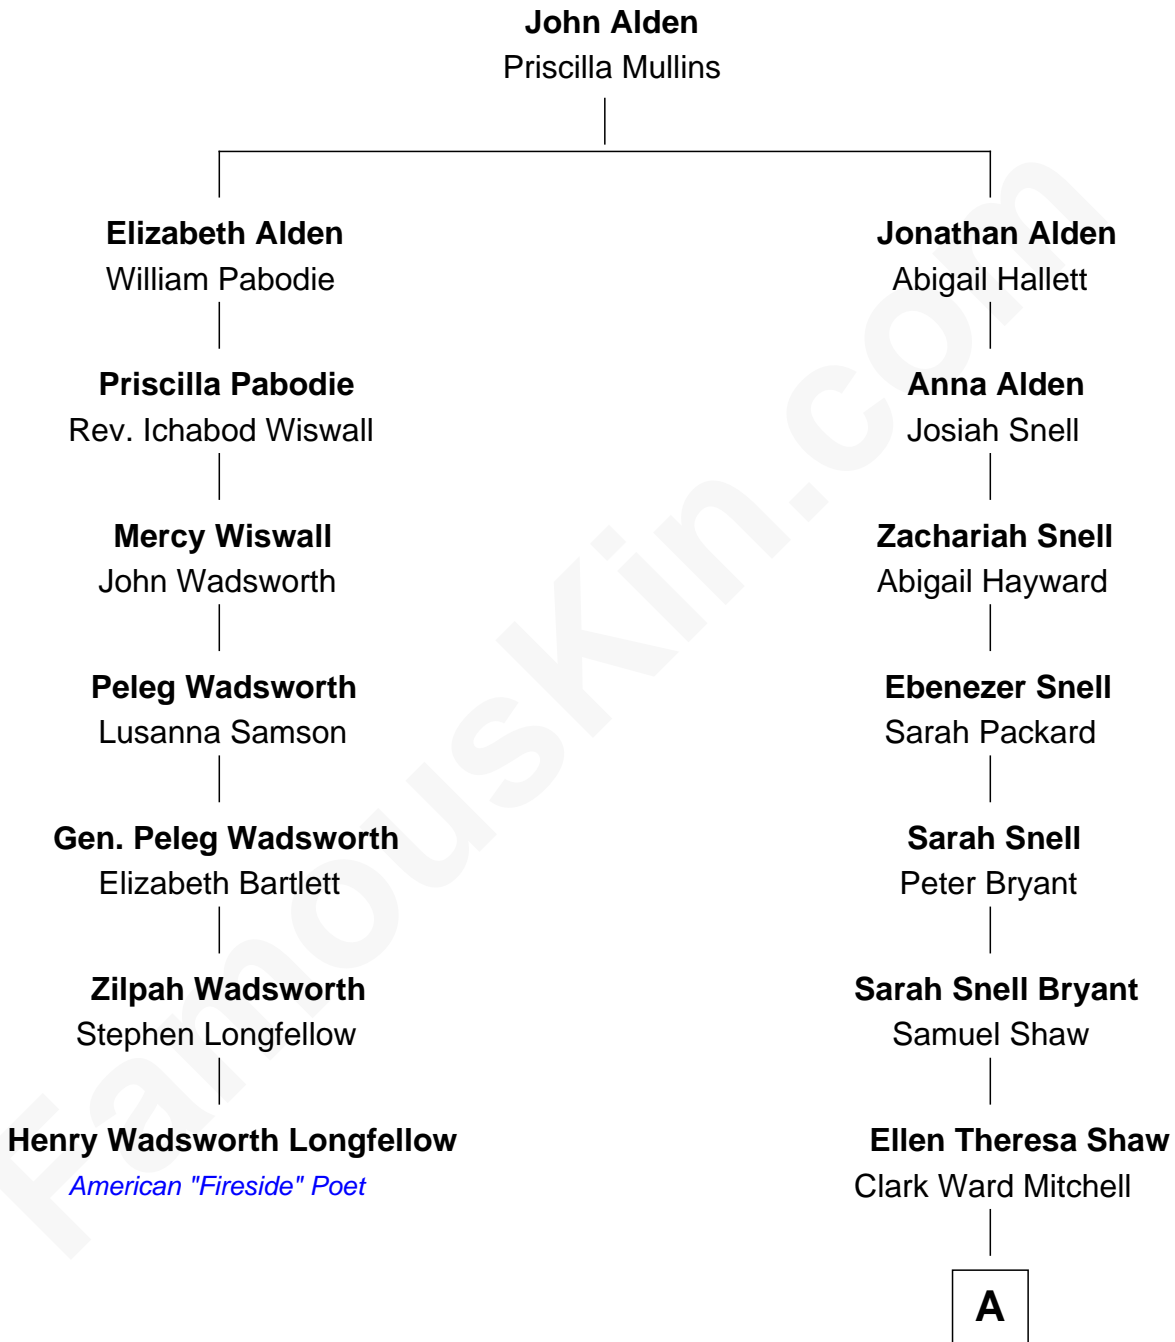 John Alden
Priscilla Mullins
Elizabeth Alden
William Pabodie
Jonathan Alden
Abigail Hallett
Priscilla Pabodie
Rev. Ichabod Wiswall
Anna Alden
Josiah Snell
Mercy Wiswall
John Wadsworth
Zachariah Snell
Abigail Hayward
Peleg Wadsworth
Lusanna Samson
Ebenezer Snell
Sarah Packard
Gen. Peleg Wadsworth
Elizabeth Bartlett
Sarah Snell
Peter Bryant
Zilpah Wadsworth
Stephen Longfellow
Sarah Snell Bryant
Samuel Shaw
Henry Wadsworth Longfellow
American "Fireside" Poet
Ellen Theresa Shaw
Clark Ward Mitchell
A
FamousKin.com